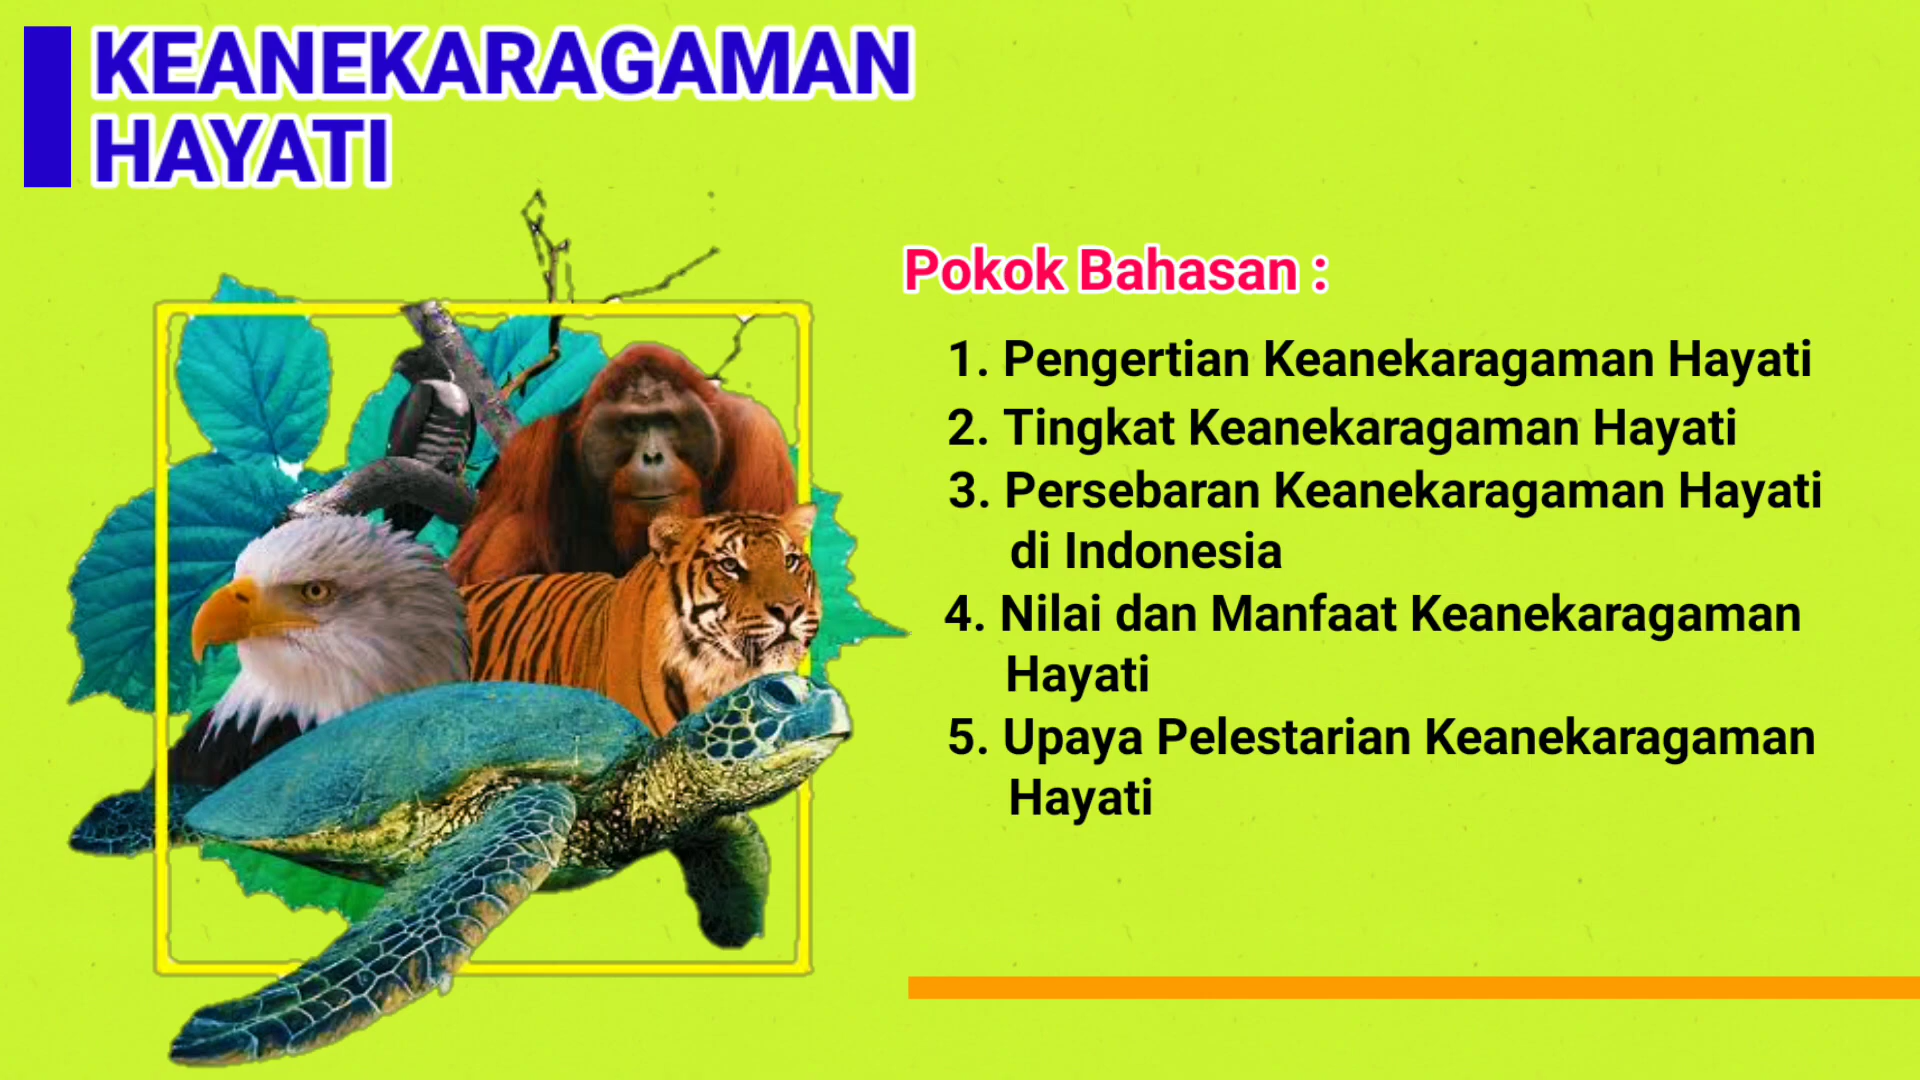 KEANEKARAGAMAN
HAYATI
Pokok Bahasan :
1. Pengertian Keanekaragaman Hayati
2. Tingkat Keanekaragaman Hayati
3. Persebaran Keanekaragaman Hayati
di Indonesia
4. Nilai dan Manfaat Keanekaragaman
Hayati
5. Upaya Pelestarian Keanekaragaman
Hayati